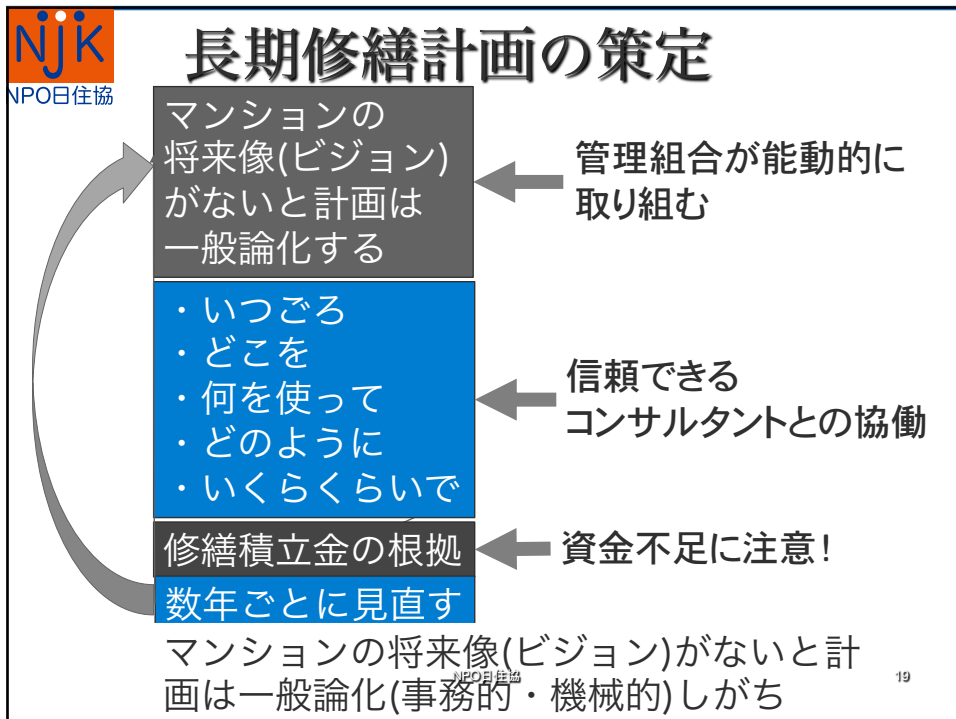 NJK
NPO日住協
長期修繕計画の策定
マンションの
将来像(ビジョン)
がないと計画は
一般論化する
管理組合が能動的に
取り組む
・いつごろ
・どこを
・何を使って
・どのように
・いくらくらいで
信頼できる
コンサルタントとの協働
修繕積立金の根拠
資金不足に注意!
数年ごとに見直す
マンションの将来像(ビジョン)がないと計
画は一般論化(事務的・機械的)しがち
NPO日住協
19